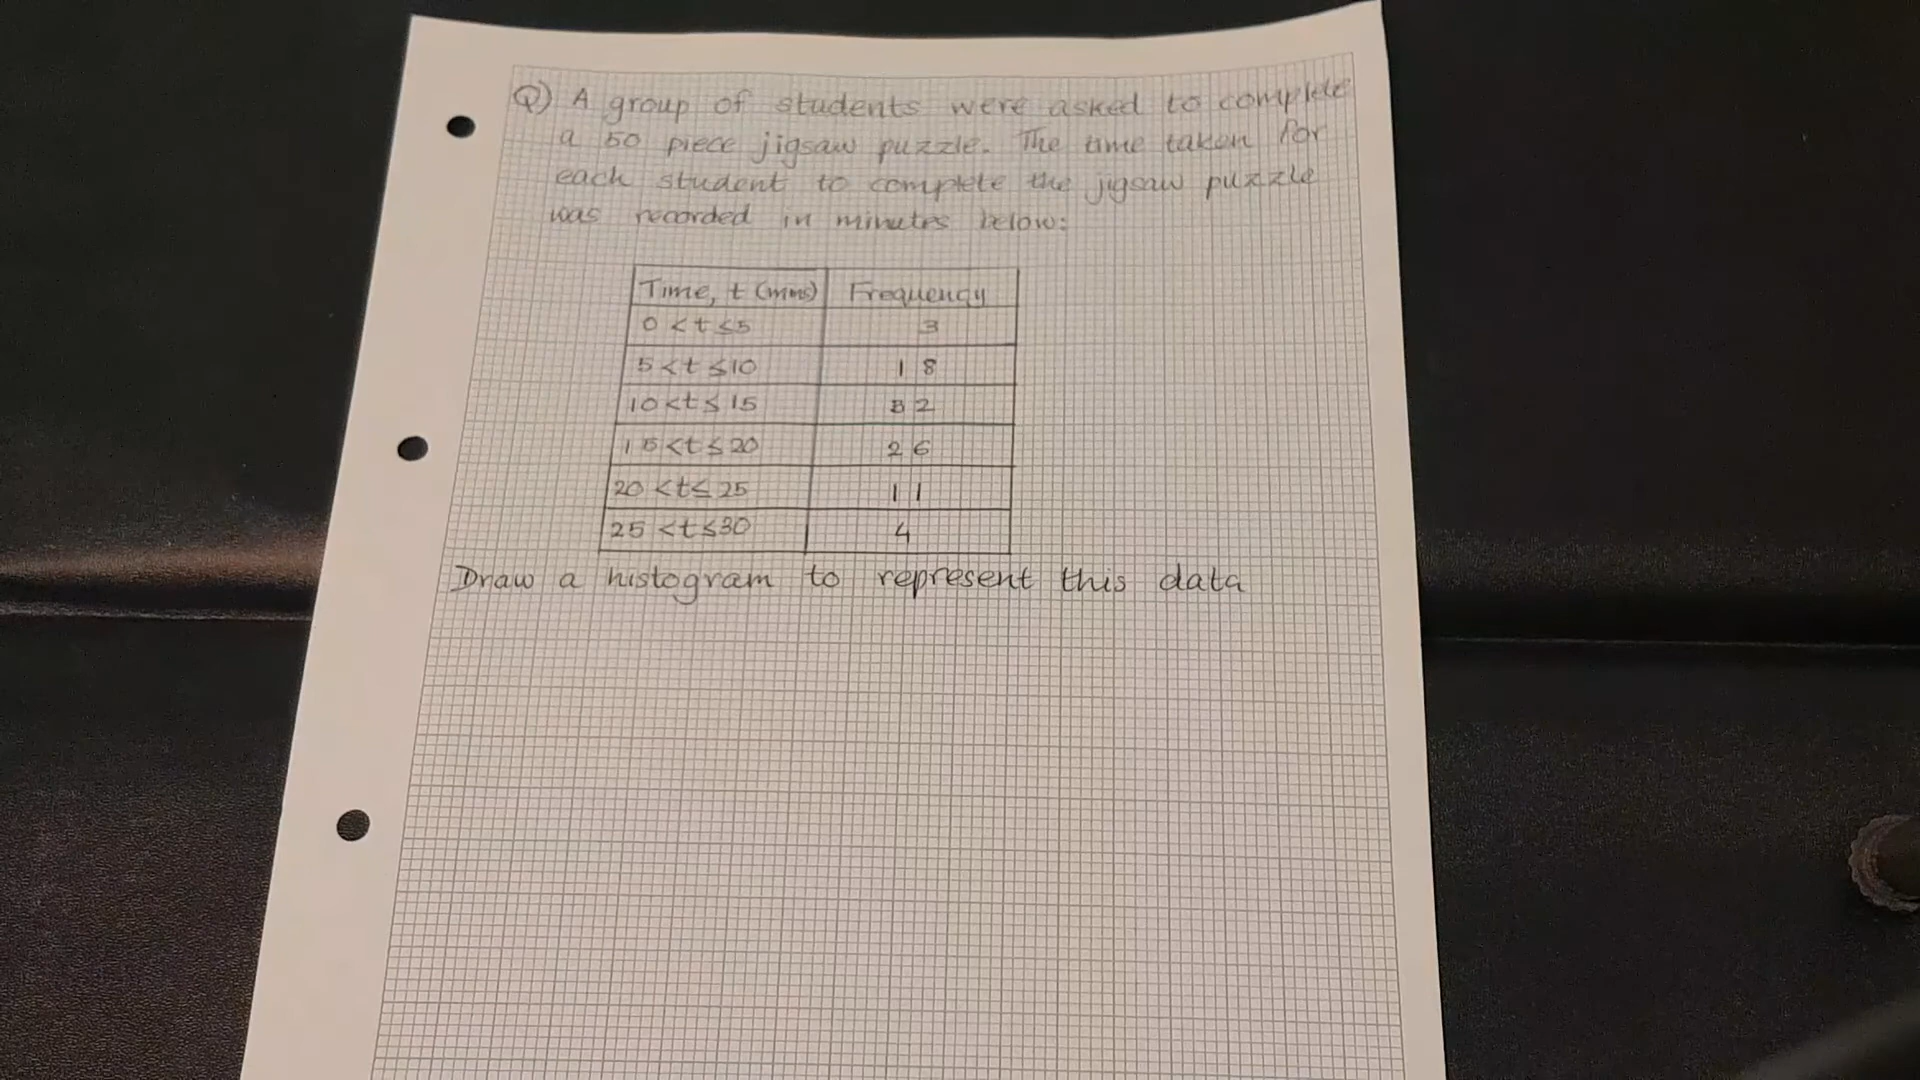 Q) A group of students were asked to complete
a 50 piece jigsaw puzzle. The time taken for
each student to complete the jigsaw puzzle
was recorded in minutes below:
Time, t (mins) Frequency
0 < t ≤ 5 3
5 < t ≤ 10 18
10 < t ≤ 15 32
15 < t ≤ 20 26
20 < t ≤ 25 11
25 < t ≤ 30 4
Draw a histogram to represent this data